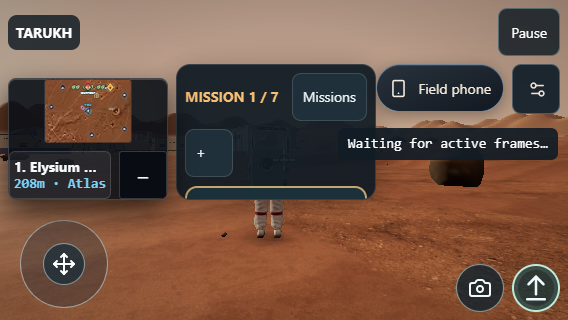 TARUKH
Pause
MISSION 1 / 7
Missions
Field phone
+
Waiting for active frames…
1. Elysium ...
208m · Atlas
–